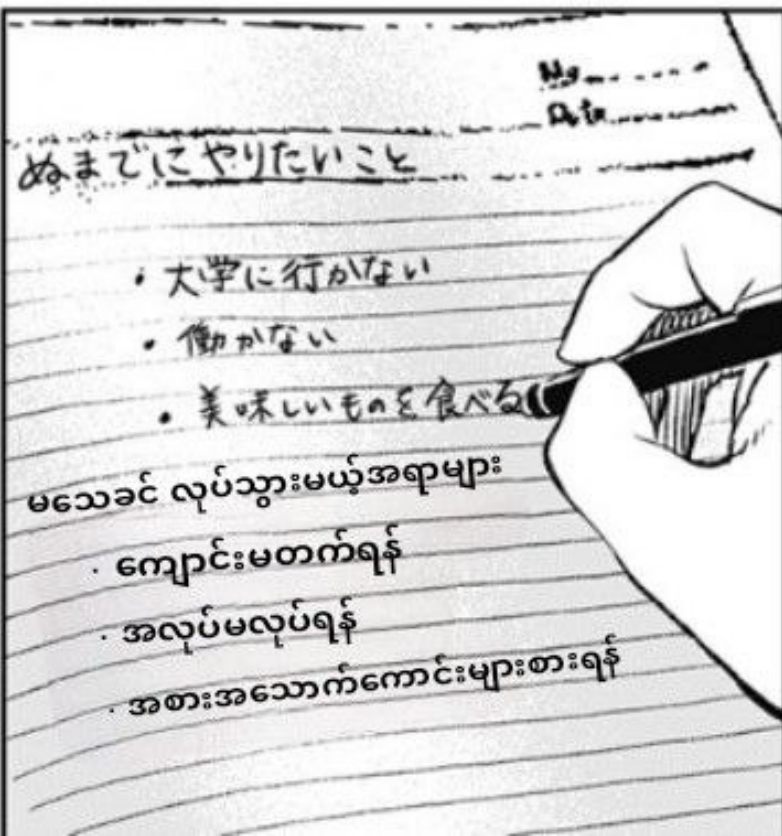 No
Date
ぬまでにやりたいこと
・大学に行かない
・働かない
・美味しいものを食べる
မသေခင် လုပ်သွားမယ့်အရာများ
· ကျောင်းမတက်ရန်
· အလုပ်မလုပ်ရန်
· အစားအသောက်ကောင်းများစားရန်